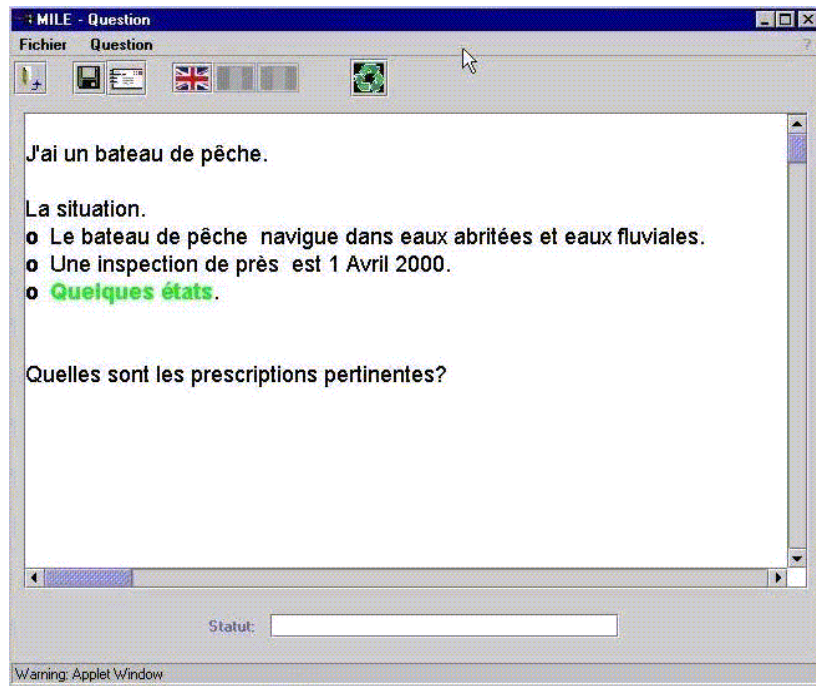 MILE - Question
Fichier Question ?
J'ai un bateau de pêche.
La situation.
o Le bateau de pêche navigue dans eaux abritées et eaux fluviales.
o Une inspection de près est 1 Avril 2000.
o Quelques états.
Quelles sont les prescriptions pertinentes?
Statut:
Warning: Applet Window